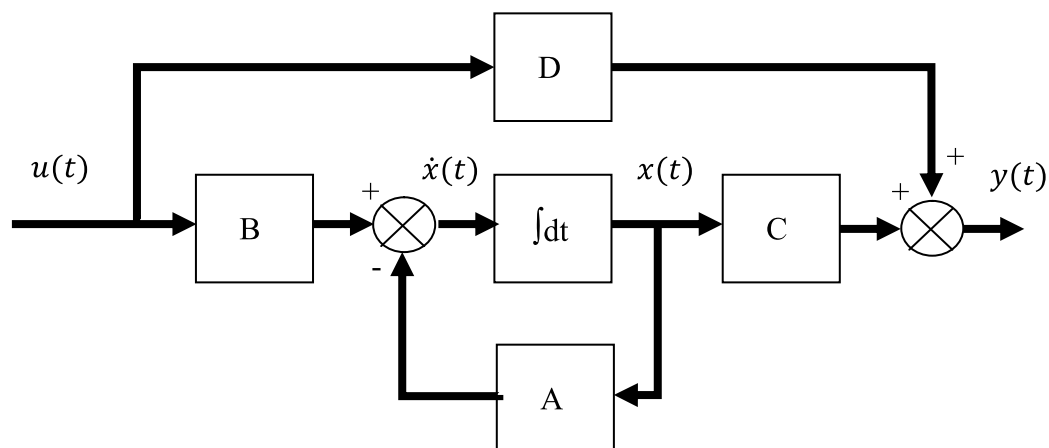 D
+
u(t)
ẋ(t)
x(t)
y(t)
+
+
B
∫dt
C
-
A